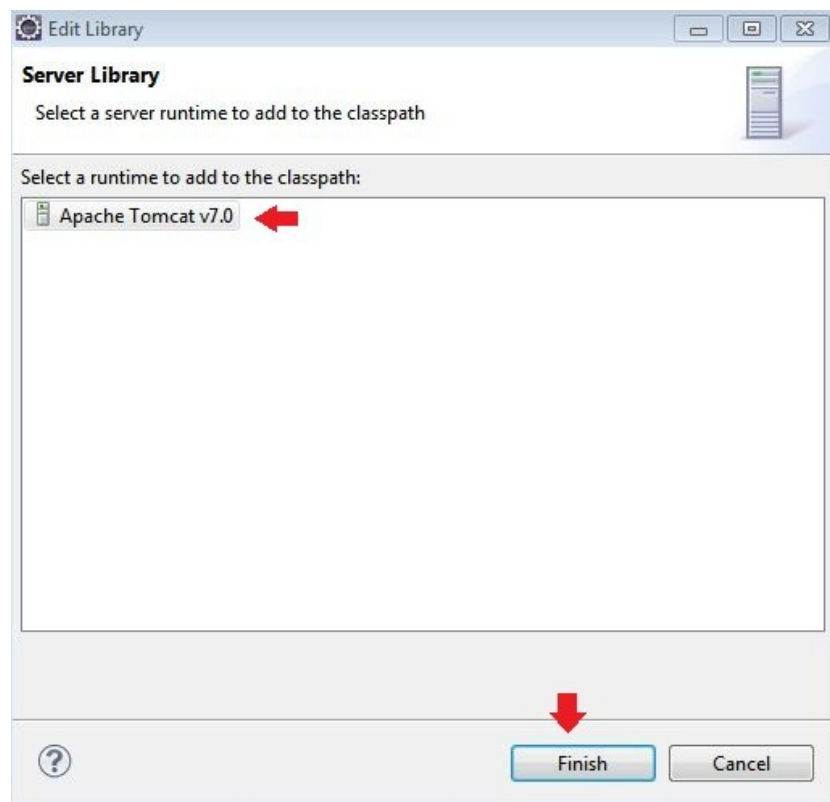 Edit Library
Server Library
Select a server runtime to add to the classpath
Select a runtime to add to the classpath:
Apache Tomcat v7.0
?
Finish
Cancel